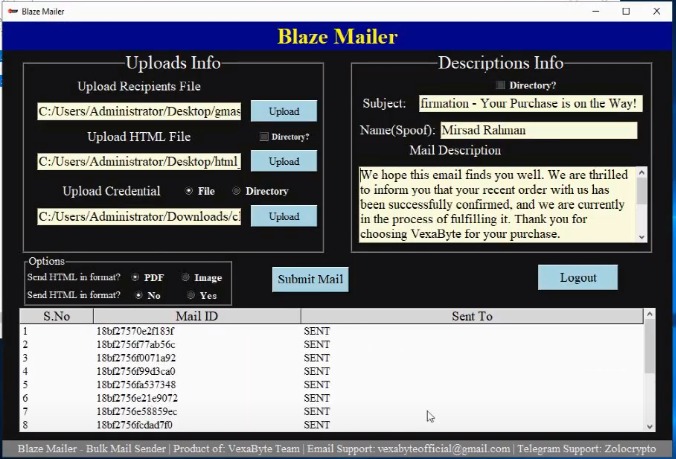 Blaze Mailer
Blaze Mailer
Uploads Info
Upload Recipients File
C:/Users/Administrator/Desktop/gmas
Upload
Upload HTML File
Directory?
C:/Users/Administrator/Desktop/html_
Upload
Upload Credential
File
Directory
C:/Users/Administrator/Downloads/cl
Upload
Descriptions Info
Directory?
Subject:
firmation - Your Purchase is on the Way!
Name(Spoof):
Mirsad Rahman
Mail Description
We hope this email finds you well. We are thrilled
to inform you that your recent order with us has
been successfully confirmed, and we are currently
in the process of fulfilling it. Thank you for
choosing VexaByte for your purchase.
Options
Send HTML in format? PDF Image
Send HTML in format? No Yes
Submit Mail
Logout
S.No Mail ID Sent To
1 18bf27570e2f183f SENT
2 18bf2756f77ab56c SENT
3 18bf2756f0071a92 SENT
4 18bf2756f99d3ca0 SENT
5 18bf2756fa537348 SENT
6 18bf2756e21e9072 SENT
7 18bf2756e58859ec SENT
8 18bf2756fcdad7f0 SENT
Blaze Mailer - Bulk Mail Sender | Product of: VexaByte Team | Email Support: vexabyteofficial@gmail.com | Telegram Support: Zolocrypto